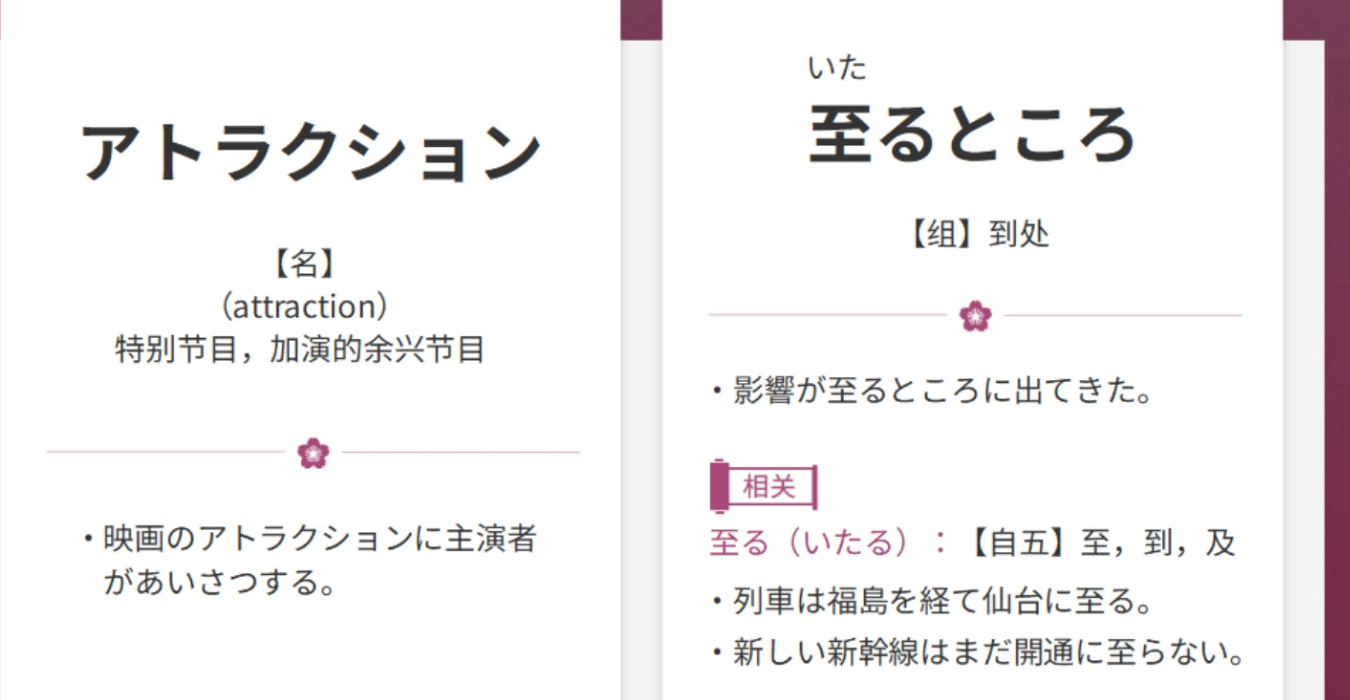 アトラクション
【名】
（attraction）
特别节目，加演的余兴节目
・映画のアトラクションに主演者
があいさつする。
いた
至るところ
【组】到处
・影響が至るところに出てきた。
相关
至る（いたる）：【自五】至，到，及
・列車は福島を経て仙台に至る。
・新しい新幹線はまだ開通に至らない。